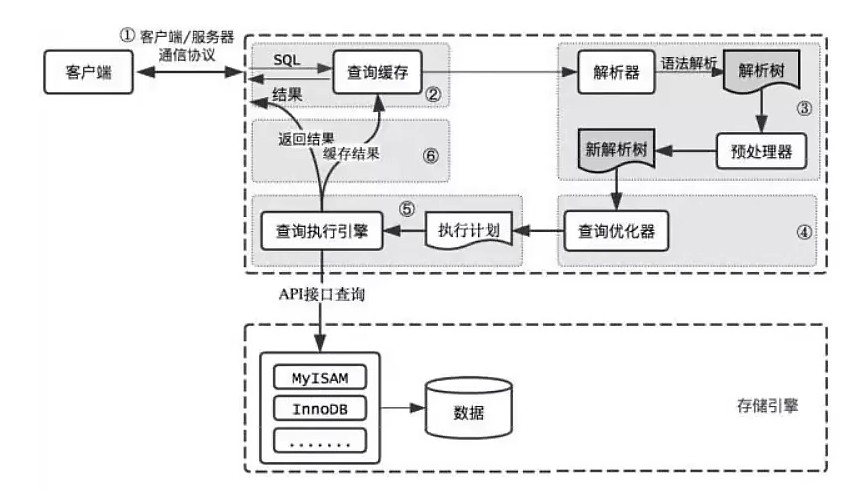 ① 客户端/服务器
通信协议
客户端
SQL
查询缓存
结果
②
解析器
语法解析
解析树
③
预处理器
新解析树
返回结果
缓存结果
⑥
查询执行引擎
⑤
执行计划
查询优化器
④
API接口查询
MyISAM
InnoDB
.......
数据
存储引擎